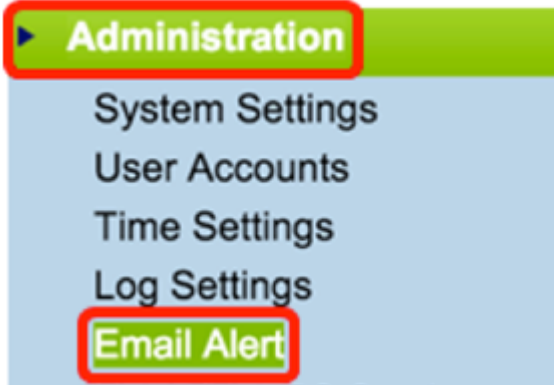 Administration
System Settings
User Accounts
Time Settings
Log Settings
Email Alert